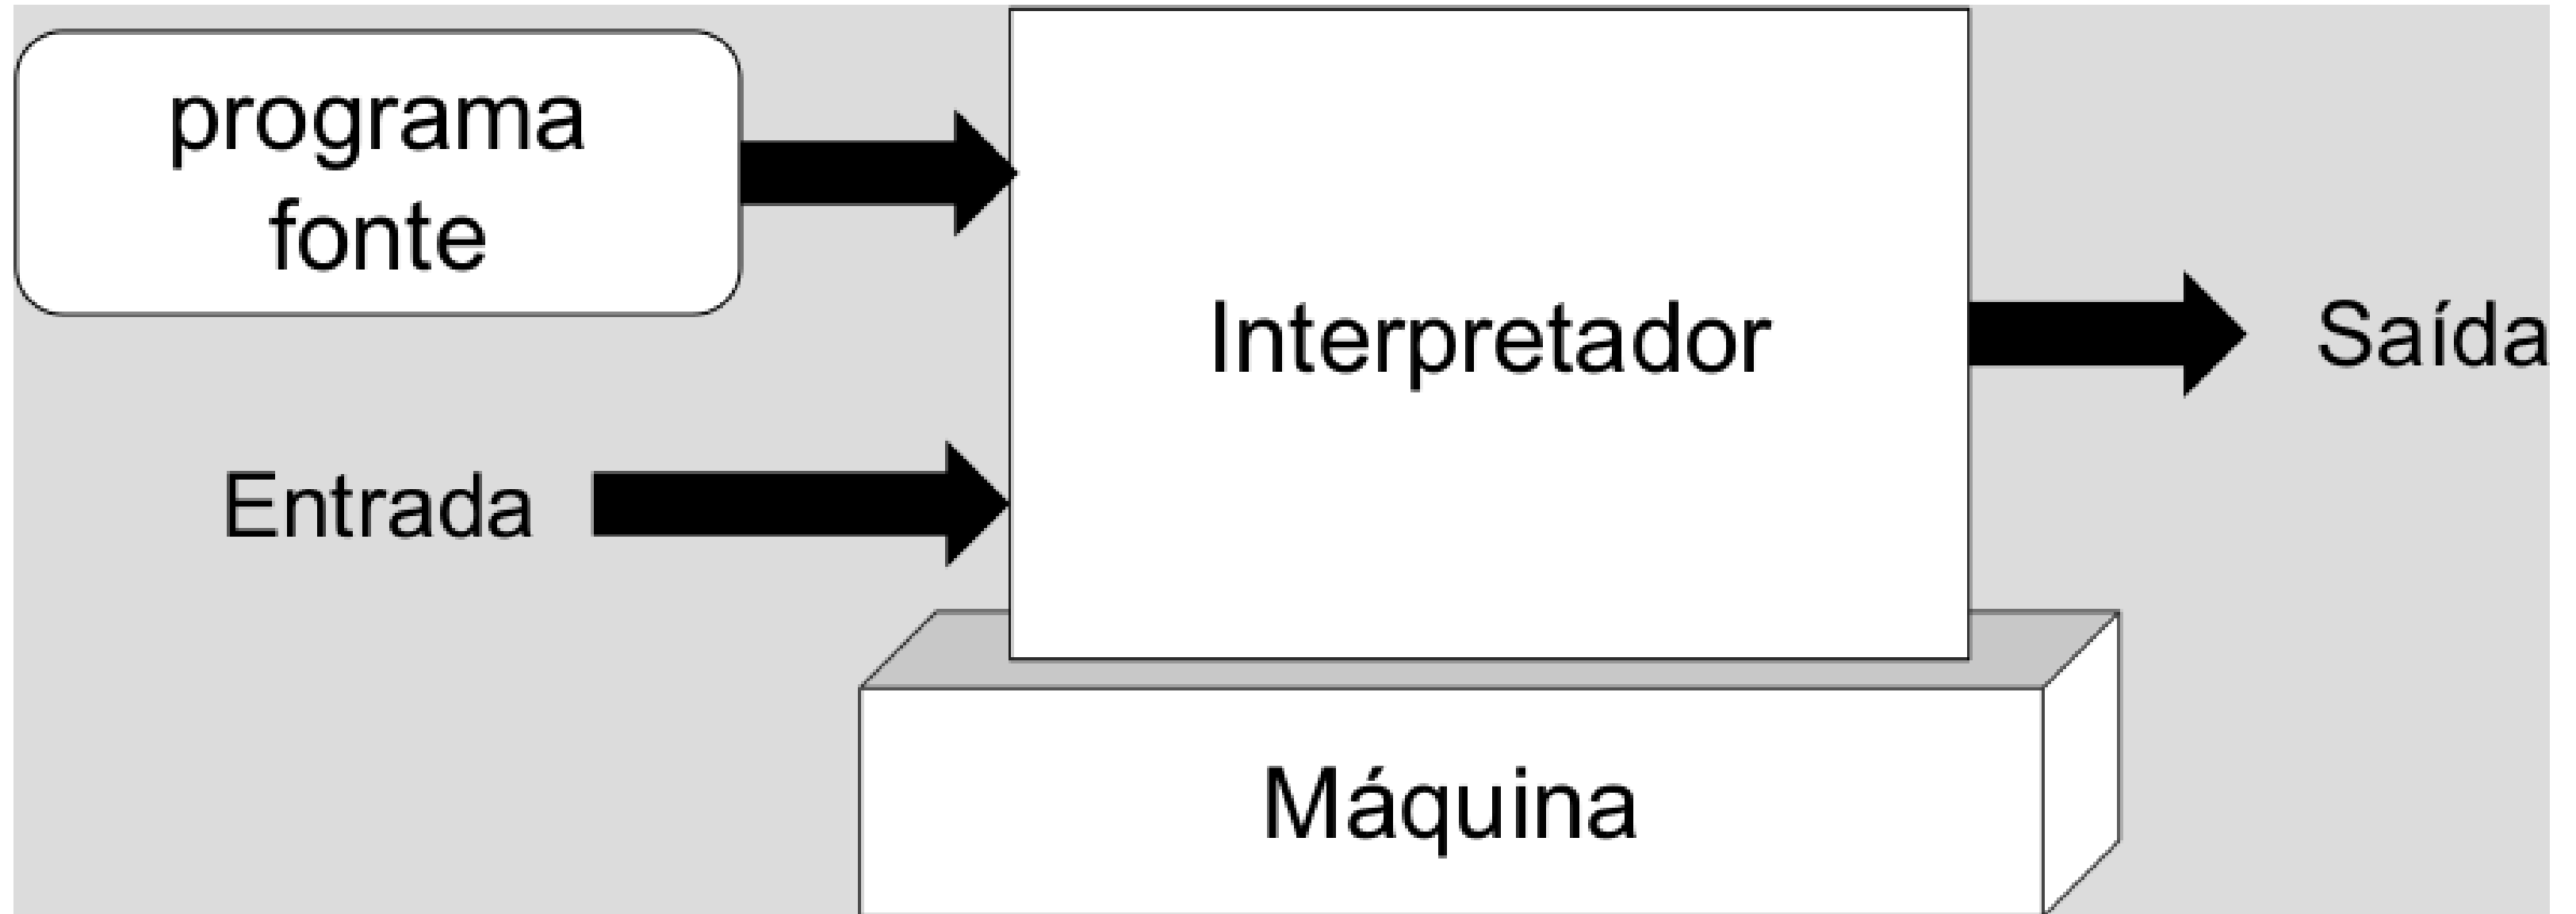 programa
fonte
Interpretador
Saída
Entrada
Máquina